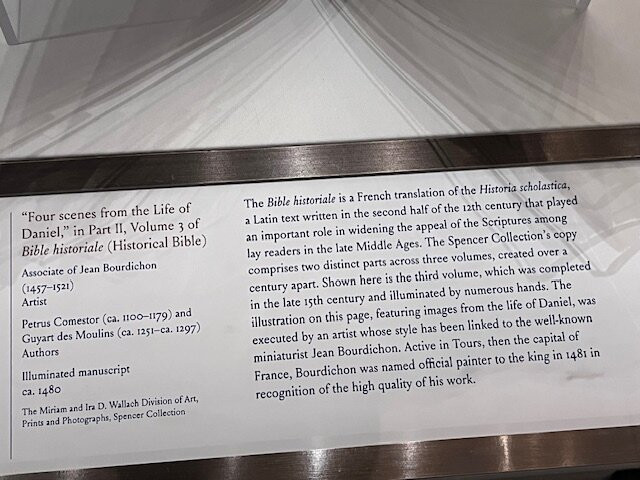 "Four scenes from the Life of
Daniel," in Part II, Volume 3 of
Bible historiale (Historical Bible)
Associate of Jean Bourdichon
(1457–1521)
Artist
Petrus Comestor (ca. 1100–1179) and
Guyart des Moulins (ca. 1251–ca. 1297)
Authors
Illuminated manuscript
ca. 1480
The Miriam and Ira D. Wallach Division of Art,
Prints and Photographs, Spencer Collection
The Bible historiale is a French translation of the Historia scholastica,
a Latin text written in the second half of the 12th century that played
an important role in widening the appeal of the Scriptures among
lay readers in the late Middle Ages. The Spencer Collection's copy
comprises two distinct parts across three volumes, created over a
century apart. Shown here is the third volume, which was completed
in the late 15th century and illuminated by numerous hands. The
illustration on this page, featuring images from the life of Daniel, was
executed by an artist whose style has been linked to the well-known
miniaturist Jean Bourdichon. Active in Tours, then the capital of
France, Bourdichon was named official painter to the king in 1481 in
recognition of the high quality of his work.